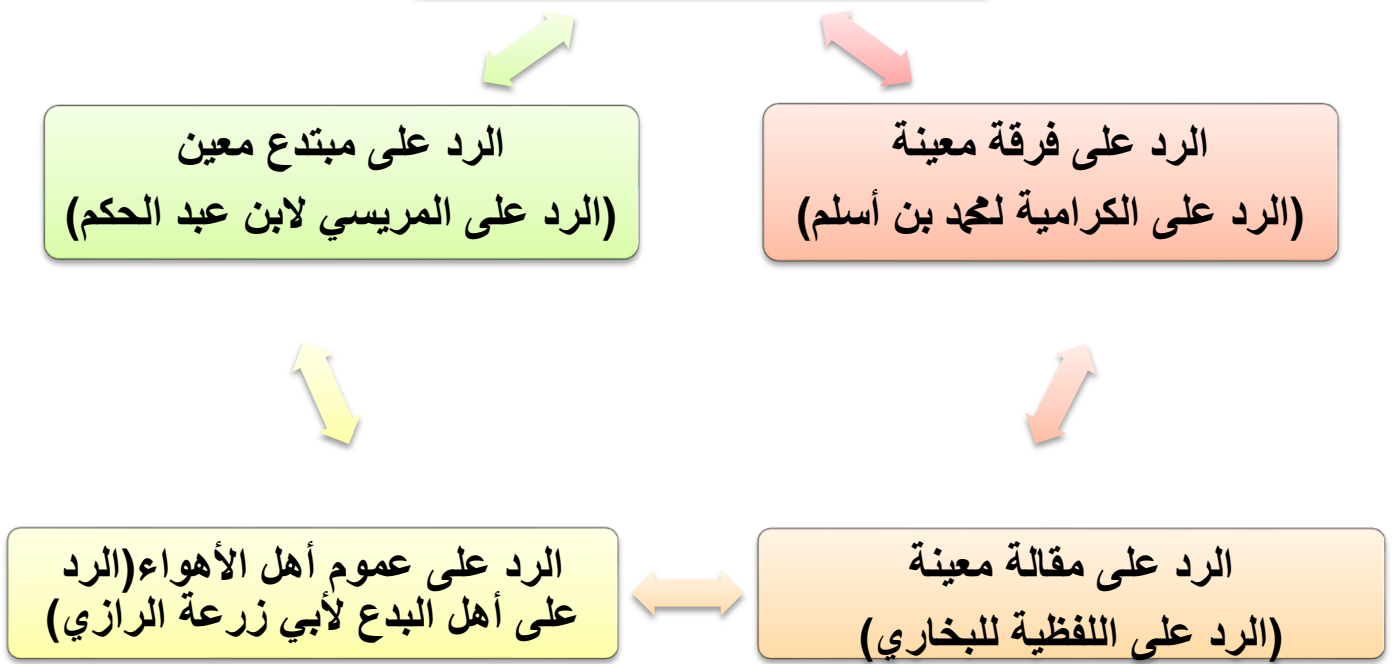 الرد على فرقة معينة
(الرد على الكرامية لمحمد بن أسلم)
الرد على مبتدع معين
(الرد على المريسي لابن عبد الحكم)
الرد على مقالة معينة
(الرد على اللفظية للبخاري)
الرد على عموم أهل الأهواء(الرد
على أهل البدع لأبي زرعة الرازي)